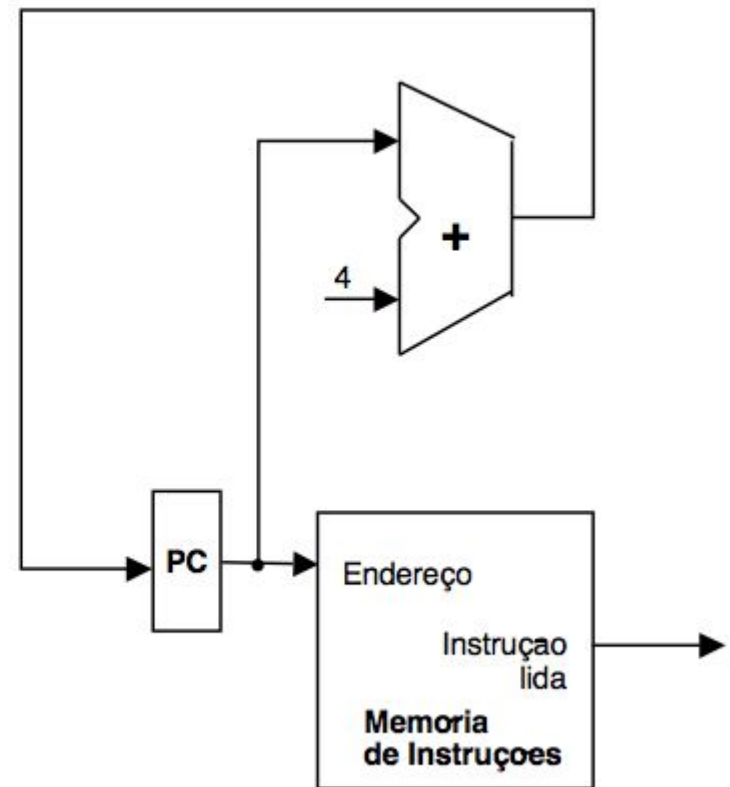 +
4
PC
Endereço
Instruçao
lida
Memoria
de Instruçoes